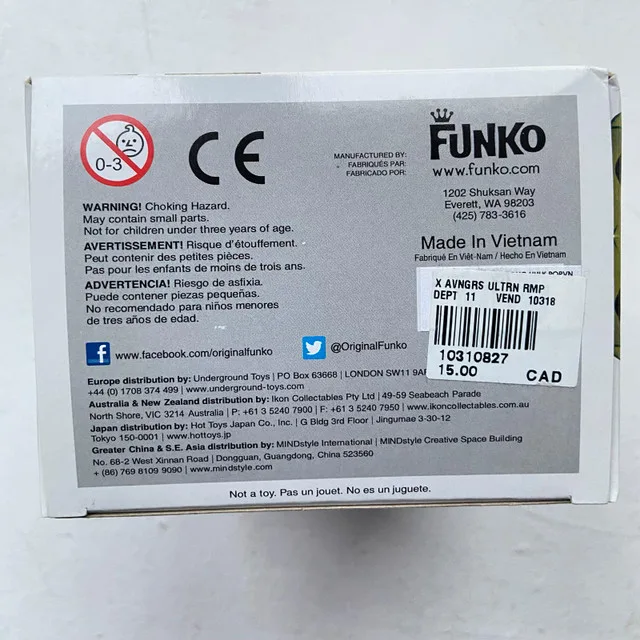 0-3
CE
MANUFACTURED BY:
FABRIQUÉS PAR:
FABRICADO POR:
FUNKO
www.funko.com
1202 Shuksan Way
Everett, WA 98203
(425) 783-3616
Made In Vietnam
Fabriqué En Viêt-Nam / Hecho En Vietnam
WARNING! Choking Hazard.
May contain small parts.
Not for children under three years of age.
AVERTISSEMENT! Risque d'étouffement.
Peut contenir des petites pièces.
Pas pour les enfants de moins de trois ans.
ADVERTENCIA! Riesgo de asfixia.
Puede contener piezas pequeñas.
No recomendado para niños menores
de tres años de edad.
X AVNGRS ULTRN RMP
DEPT 11 VEND 10318
10310827
15.00 CAD
f www.facebook.com/originalfunko
@OriginalFunko
Europe distribution by: Underground Toys | PO Box 63668 | LONDON SW11
+44 (0) 1708 374 499 | www.underground-toys.com
Australia & New Zealand distribution by: Ikon Collectables Pty Ltd | 49-59 Seabeach Parade
North Shore, VIC 3214 Australia | P: +61 3 5240 7900 | F: +61 3 5240 7950 | www.ikoncollectables.com.au
Japan distribution by: Hot Toys Japan Co., Inc. | G Bldg 3rd Floor | Jingumae 3-30-12
Tokyo 150-0001 | www.hottoys.jp
Greater China & S.E. Asia distribution by: MINDstyle International | MINDstyle Creative Space Building
No. 68-2 West Xinnan Road | Dongguan, Guangdong, China 523560
+ (86) 769 8109 9090 | www.mindstyle.com
Not a toy. Pas un jouet. No es un juguete.